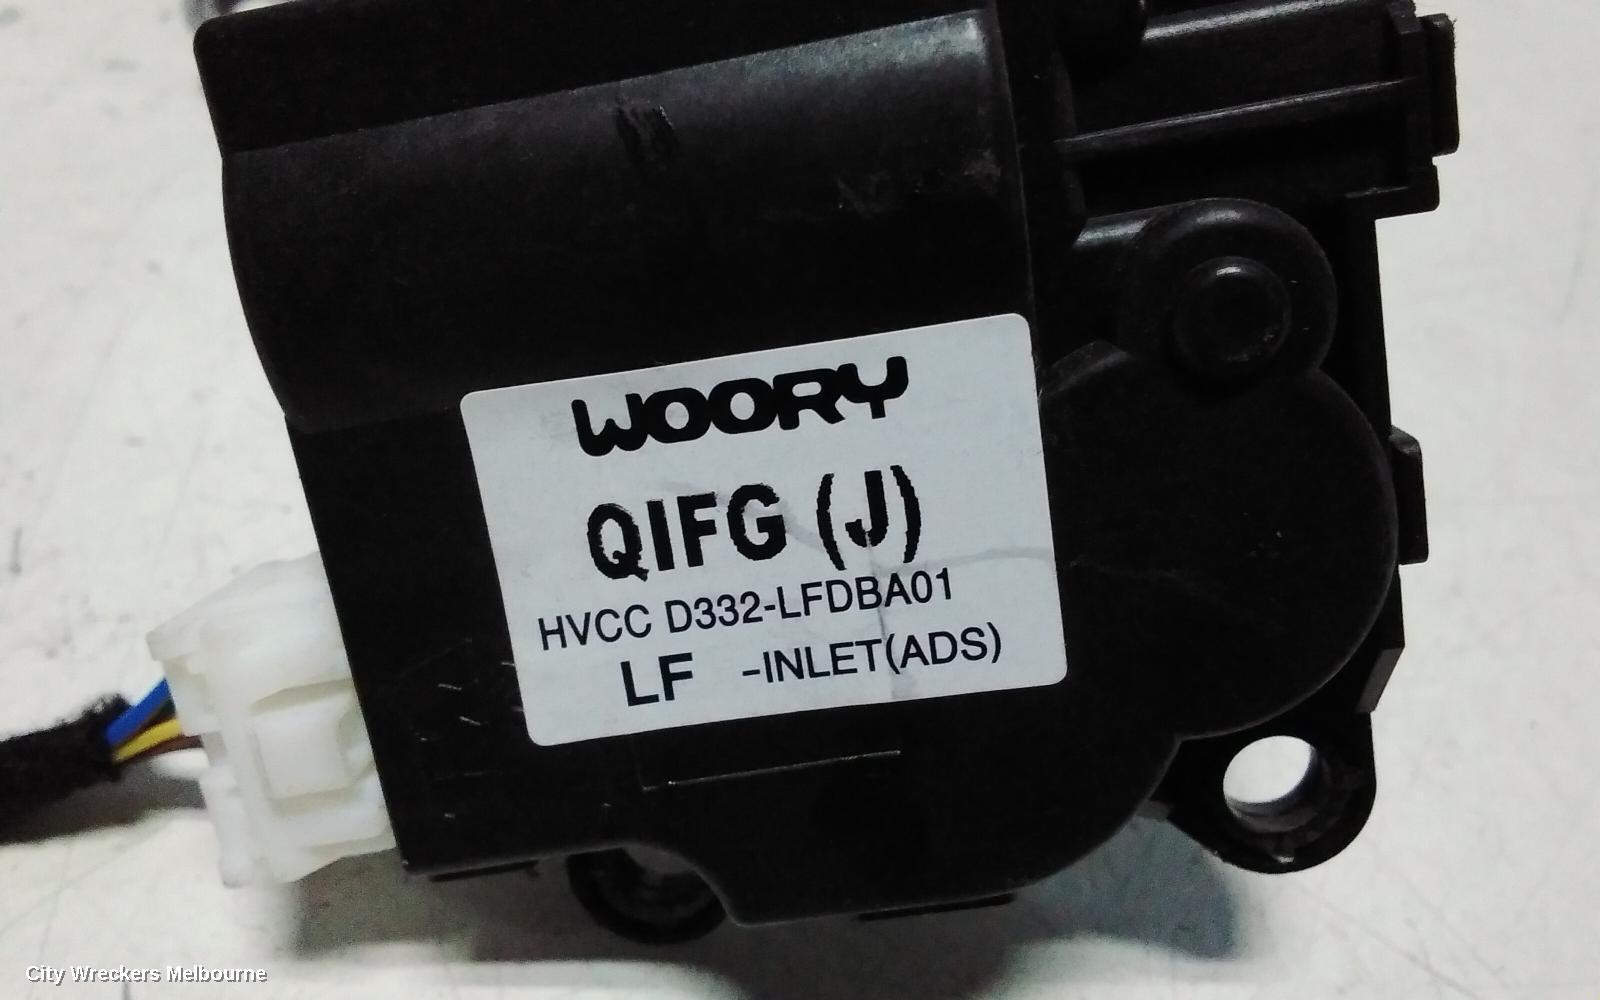 WOORY
QIFG (J)
HVCC D332-LFDBA01
LF -INLET(ADS)
City Wreckers Melbourne